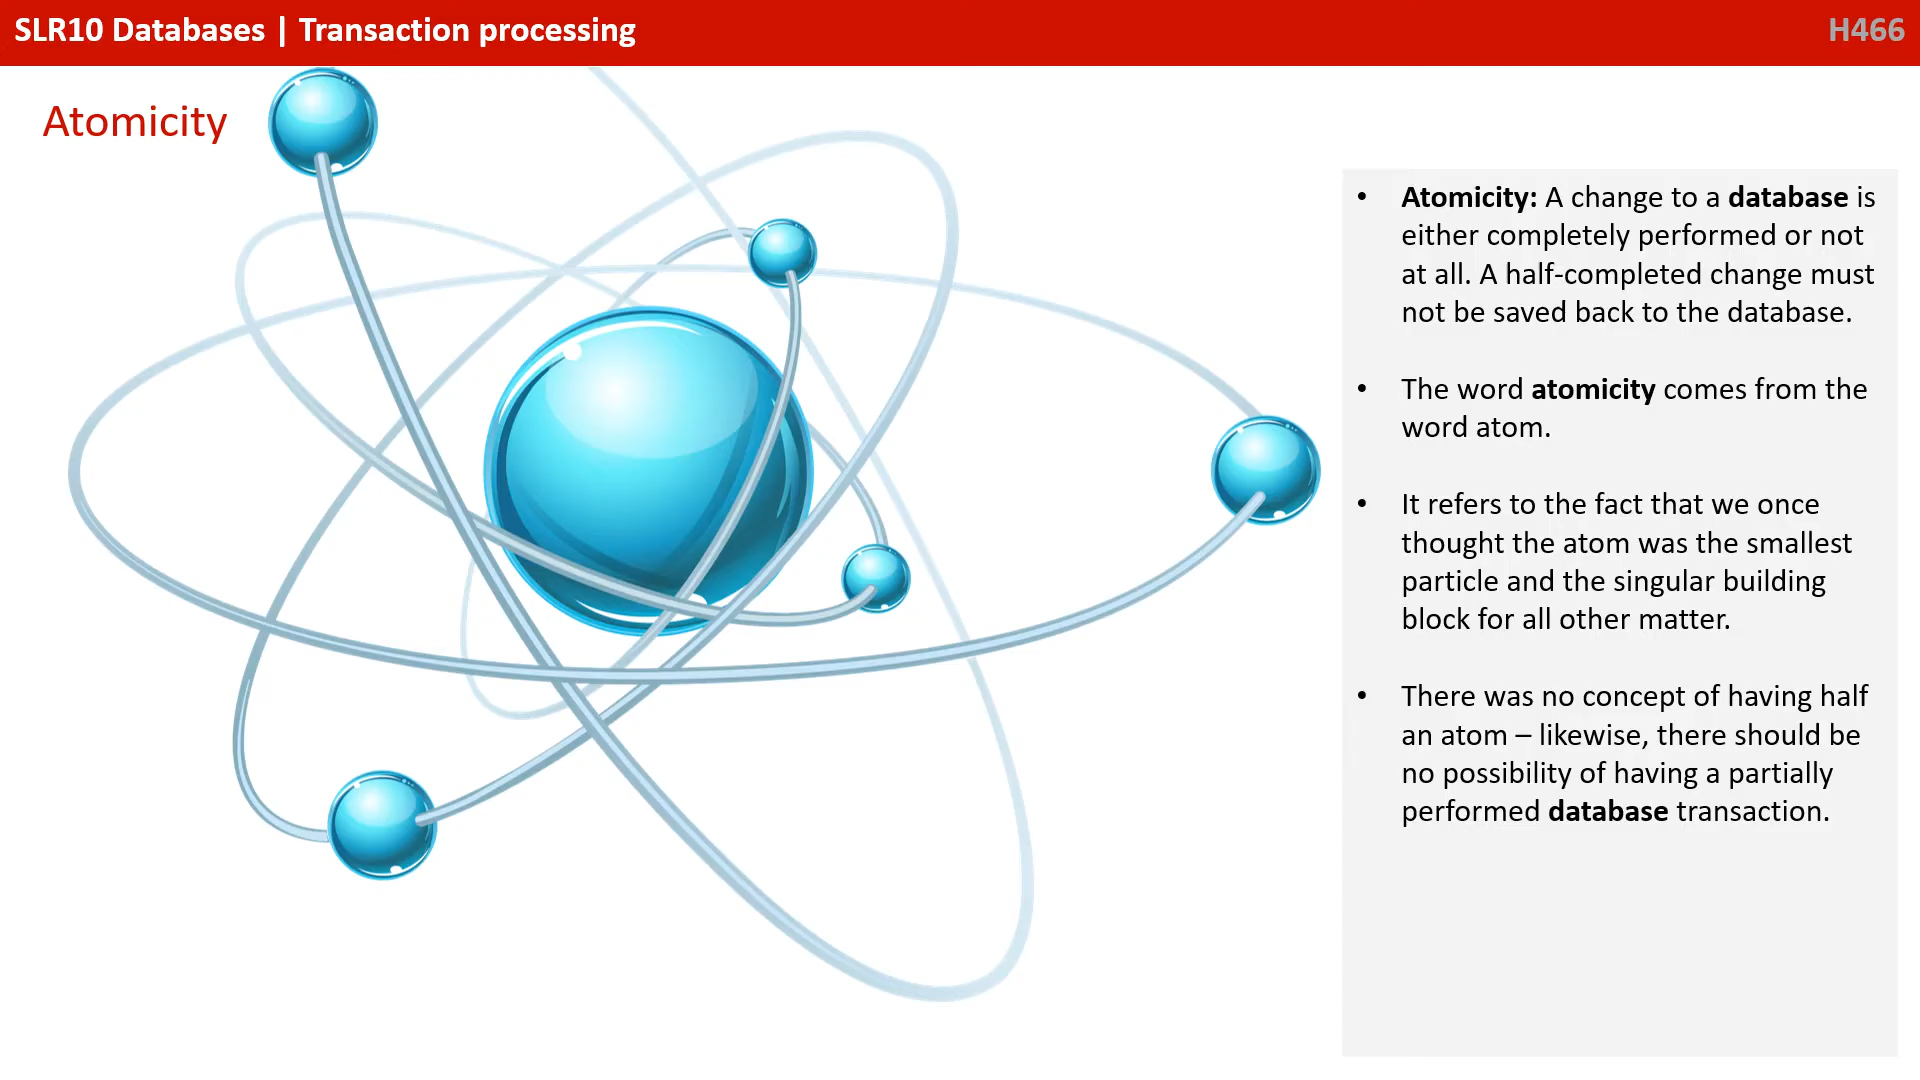 SLR10 Databases | Transaction processing
H466
Atomicity
• Atomicity: A change to a database is
either completely performed or not
at all. A half-completed change must
not be saved back to the database.
• The word atomicity comes from the
word atom.
• It refers to the fact that we once
thought the atom was the smallest
particle and the singular building
block for all other matter.
• There was no concept of having half
an atom – likewise, there should be
no possibility of having a partially
performed database transaction.